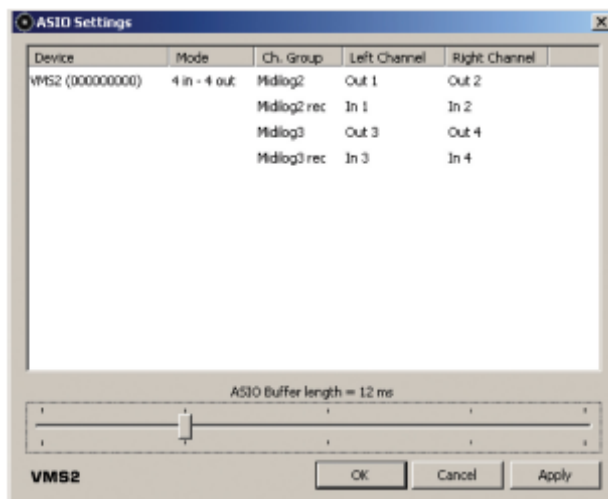 ASIO Settings
Device Mode Ch. Group Left Channel Right Channel
VMS2 (000000000) 4 in - 4 out Midilog2 Out 1 Out 2
Midilog2 rec In 1 In 2
Midilog3 Out 3 Out 4
Midilog3 rec In 3 In 4
ASIO Buffer length = 12 ms
VMS2 OK Cancel Apply